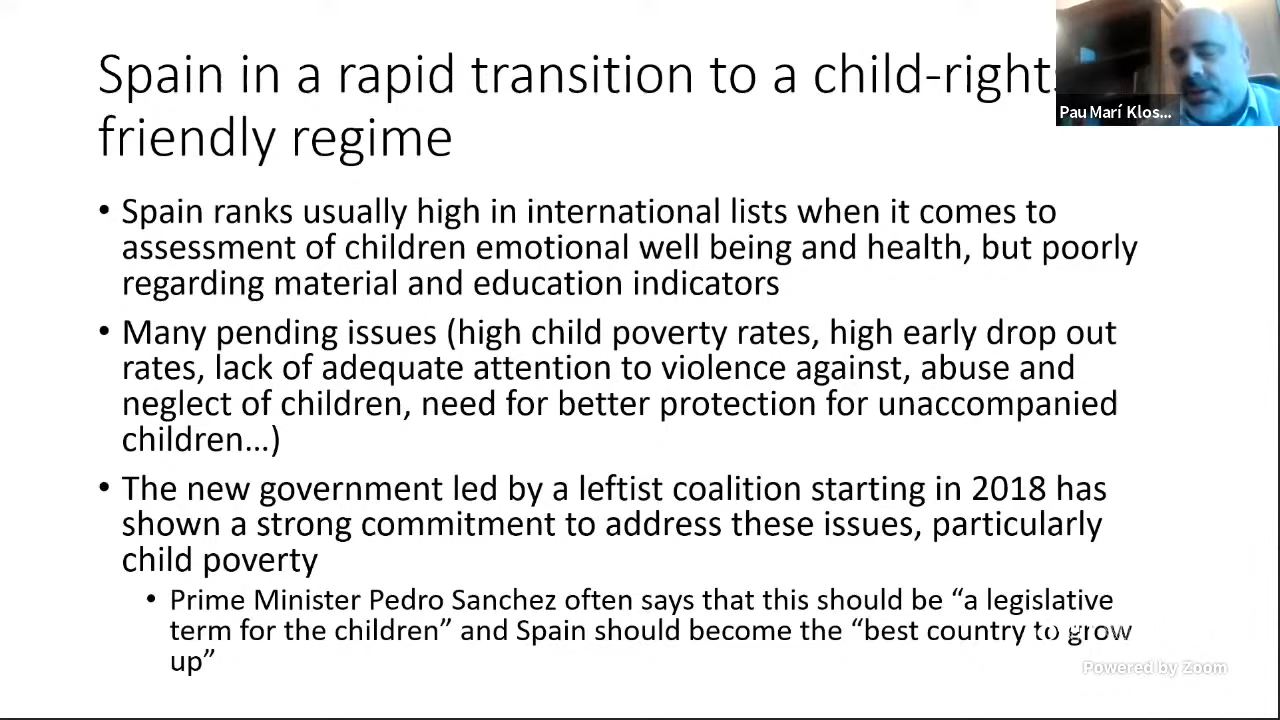 Spain in a rapid transition to a child-rights
friendly regime
Pau Marí Klos...
• Spain ranks usually high in international lists when it comes to
assessment of children emotional well being and health, but poorly
regarding material and education indicators
• Many pending issues (high child poverty rates, high early drop out
rates, lack of adequate attention to violence against, abuse and
neglect of children, need for better protection for unaccompanied
children…)
• The new government led by a leftist coalition starting in 2018 has
shown a strong commitment to address these issues, particularly
child poverty
• Prime Minister Pedro Sanchez often says that this should be “a legislative
term for the children” and Spain should become the “best country to grow
up”
Powered by Zoom